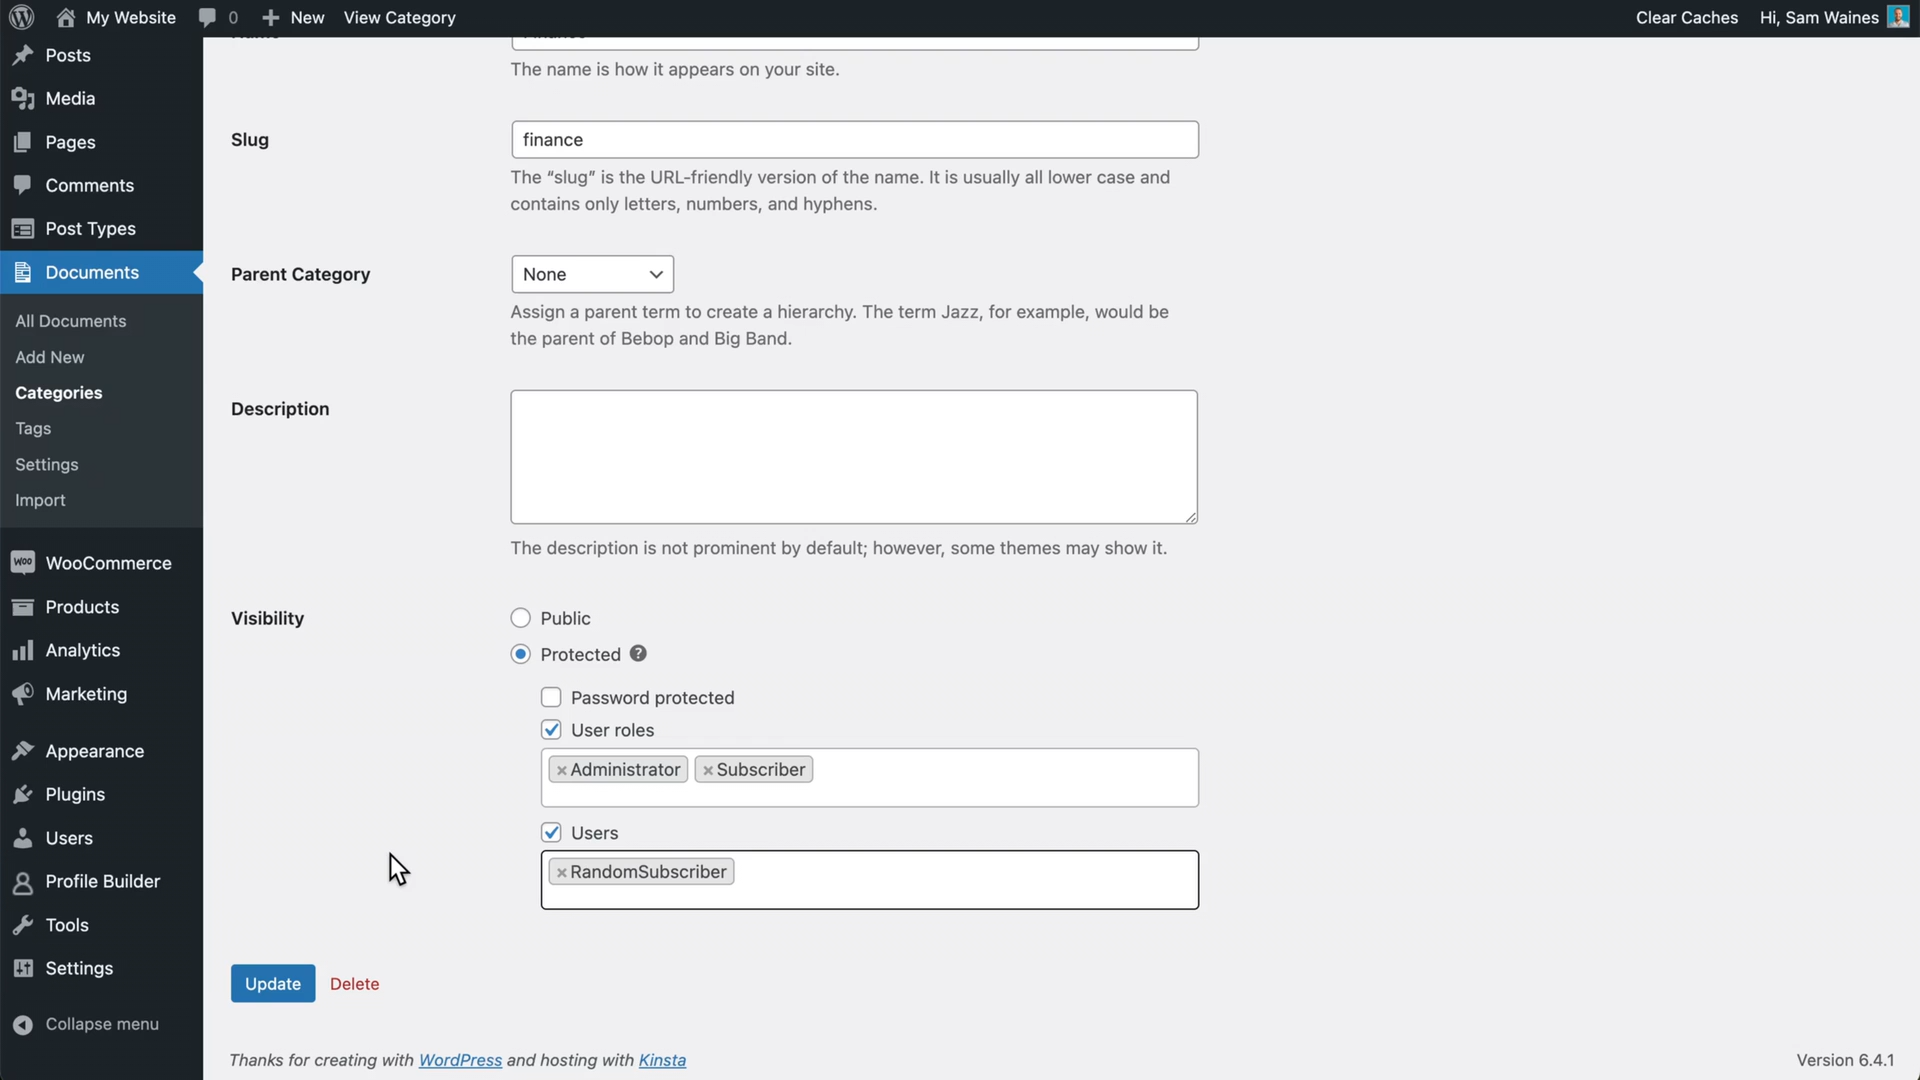 My Website 0 New View Category Clear Caches Hi, Sam Waines
Posts
Media
Pages
Comments
Post Types
Documents
All Documents
Add New
Categories
Tags
Settings
Import
WooCommerce
Products
Analytics
Marketing
Appearance
Plugins
Users
Profile Builder
Tools
Settings
Collapse menu
The name is how it appears on your site.
Slug
finance
The “slug” is the URL-friendly version of the name. It is usually all lower case and
contains only letters, numbers, and hyphens.
Parent Category
None
Assign a parent term to create a hierarchy. The term Jazz, for example, would be
the parent of Bebop and Big Band.
Description
The description is not prominent by default; however, some themes may show it.
Visibility
Public
Protected ?
Password protected
User roles
×Administrator ×Subscriber
Users
×RandomSubscriber
Update Delete
Thanks for creating with WordPress and hosting with Kinsta
Version 6.4.1